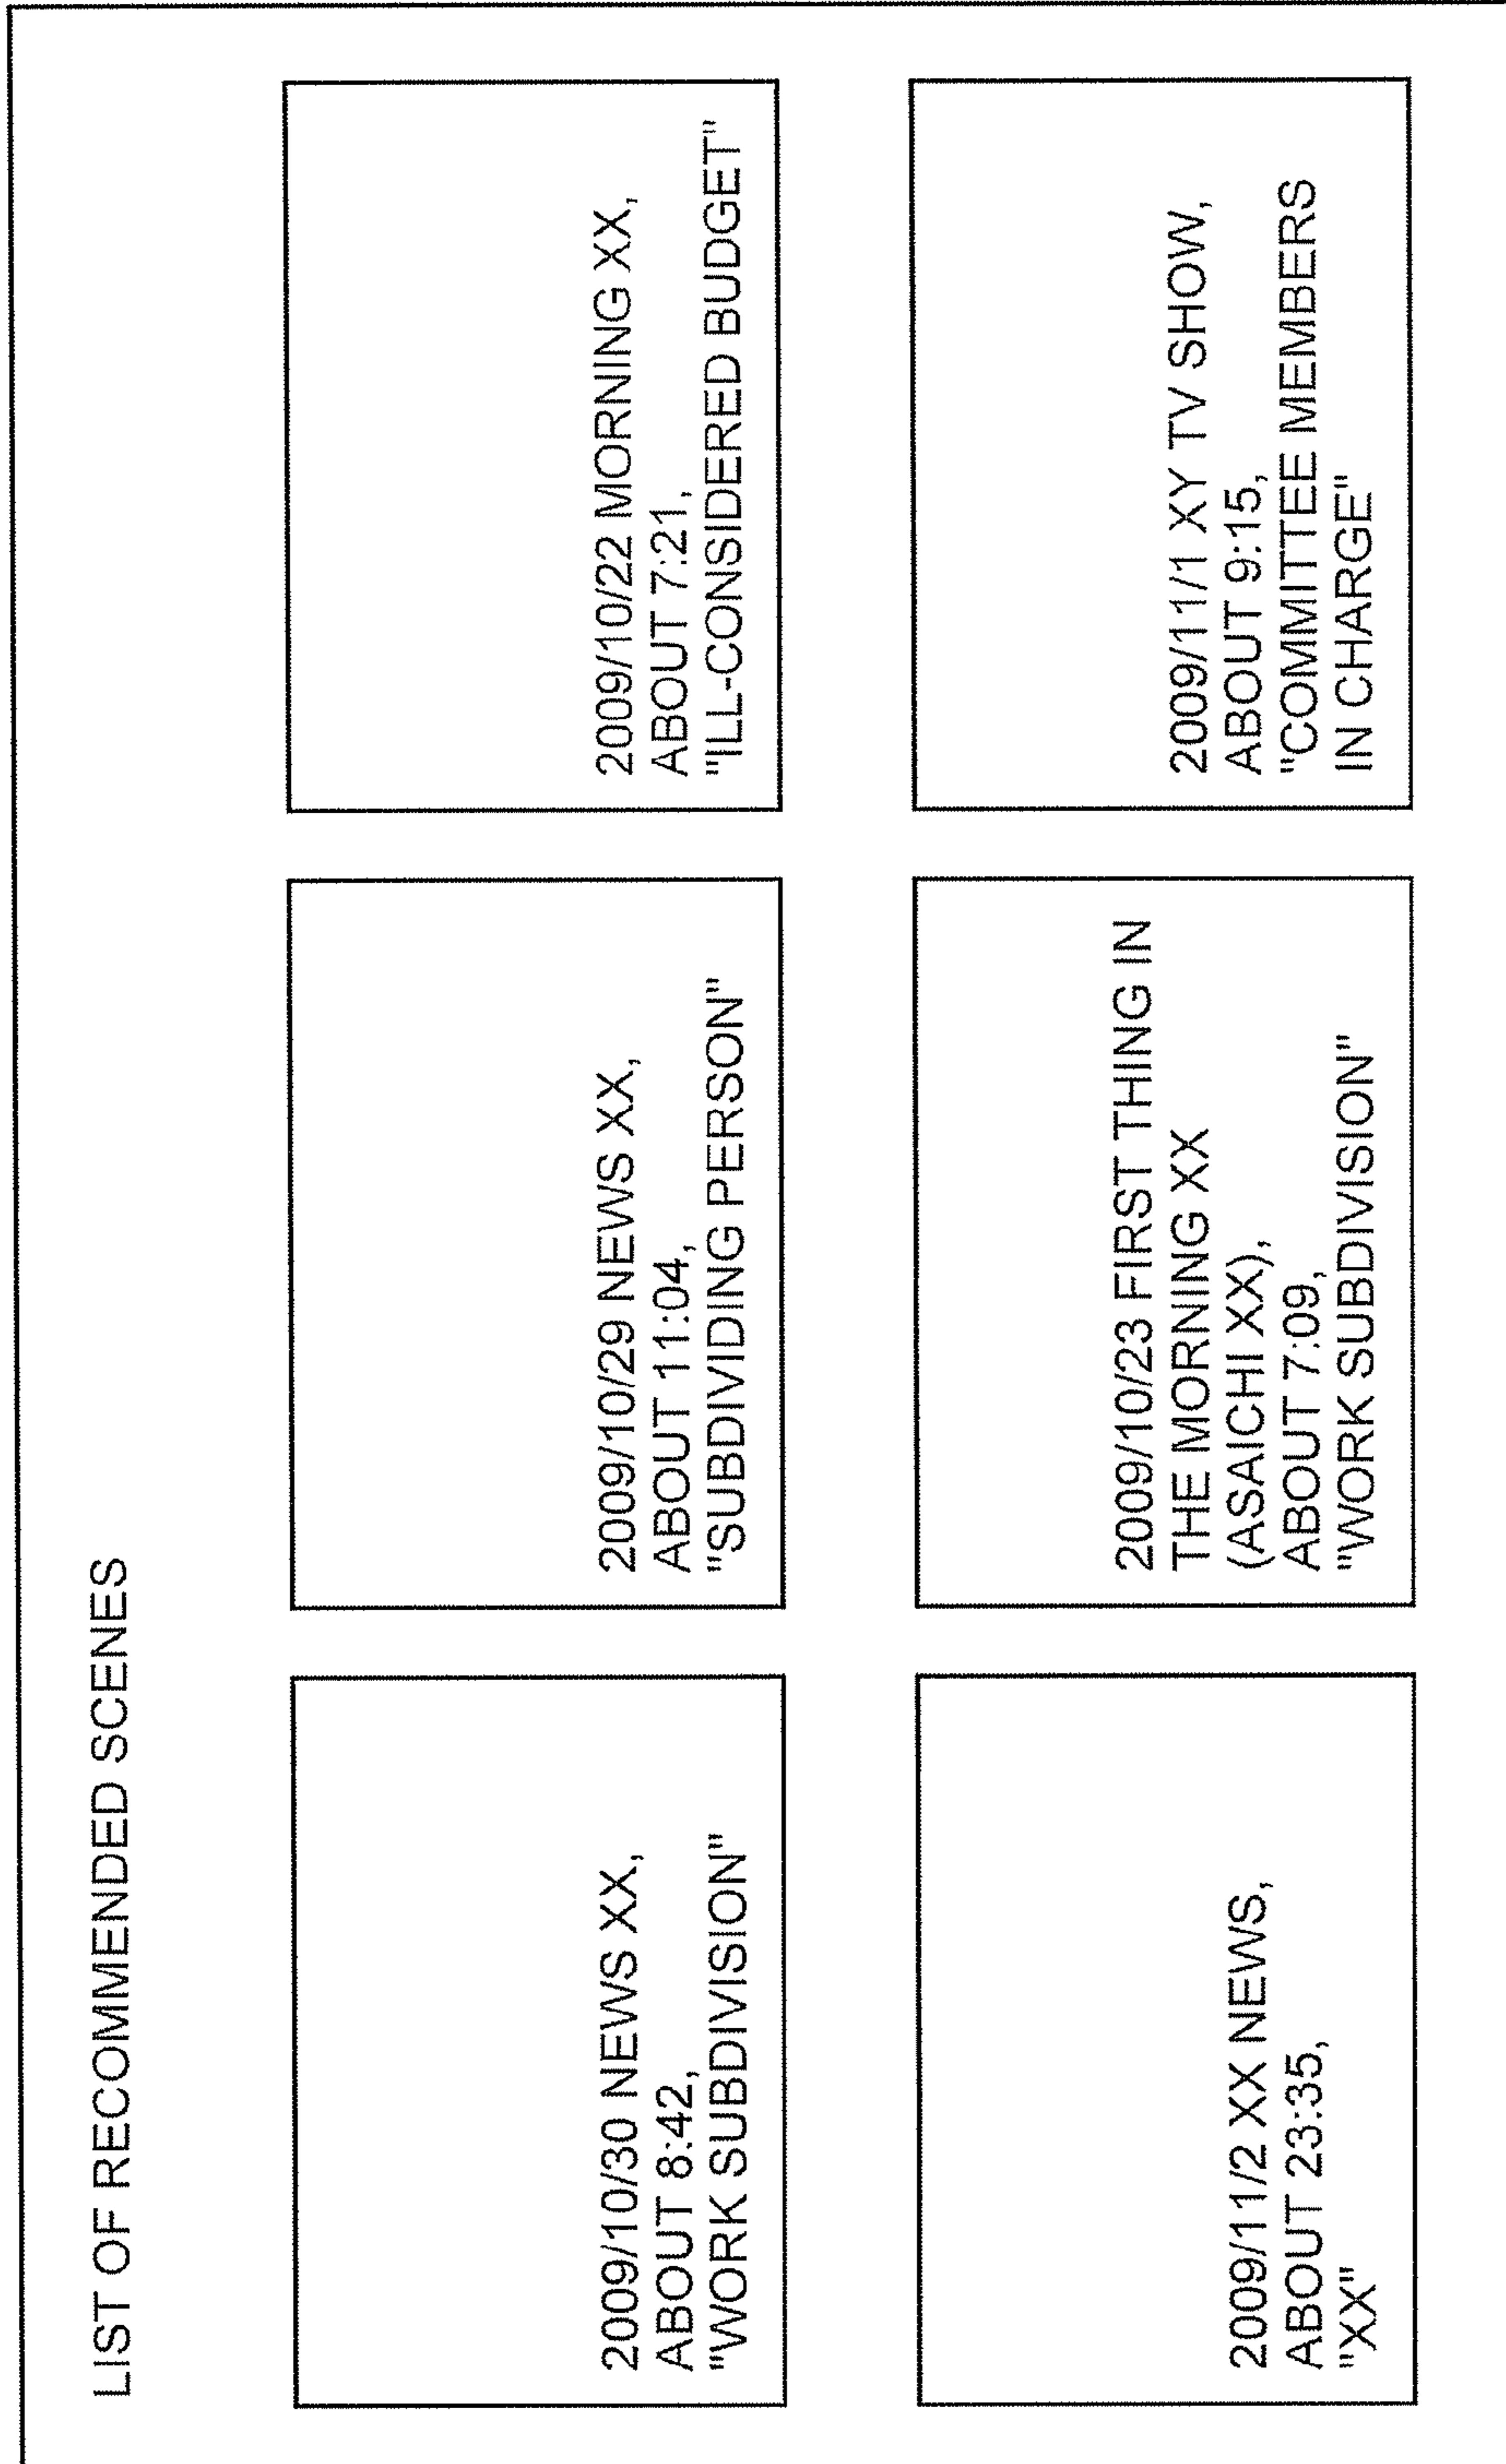 LIST OF RECOMMENDED SCENES
2009/10/30 NEWS XX,
ABOUT 8:42,
"WORK SUBDIVISION"
2009/10/29 NEWS XX,
ABOUT 11:04,
"SUBDIVIDING PERSON"
2009/10/22 MORNING XX,
ABOUT 7:21,
"ILL-CONSIDERED BUDGET"
2009/11/2 XX NEWS,
ABOUT 23:35,
"XX"
2009/10/23 FIRST THING IN
THE MORNING XX
(ASAICHI XX),
ABOUT 7:09,
"WORK SUBDIVISION"
2009/11/1 XY TV SHOW,
ABOUT 9:15,
"COMMITTEE MEMBERS
IN CHARGE"